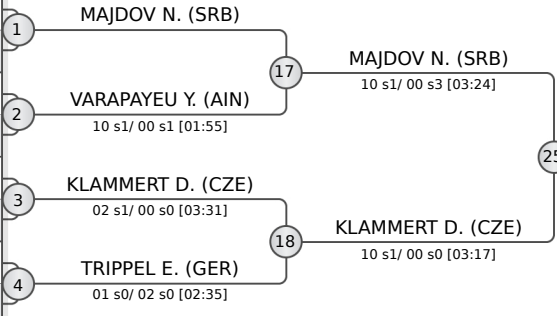 1
MAJDOV N. (SRB)
17
MAJDOV N. (SRB)
10 s1/ 00 s3 [03:24]
2
VARAPAYEU Y. (AIN)
10 s1/ 00 s1 [01:55]
25
3
KLAMMERT D. (CZE)
02 s1/ 00 s0 [03:31]
18
KLAMMERT D. (CZE)
10 s1/ 00 s0 [03:17]
4
TRIPPEL E. (GER)
01 s0/ 02 s0 [02:35]